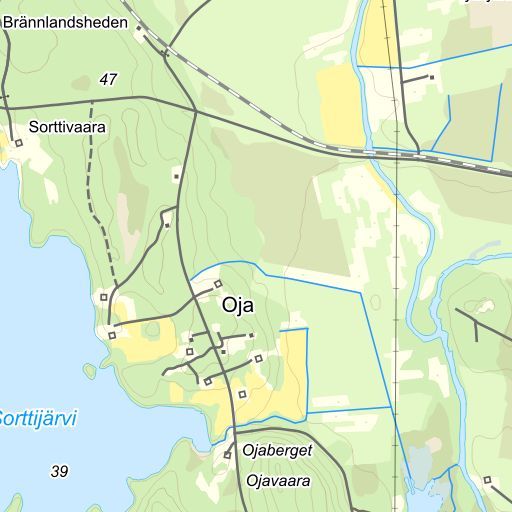 Brännlandsheden
47
Sorttivaara
Oja
Sorttijärvi
39
Ojaberget
Ojavaara